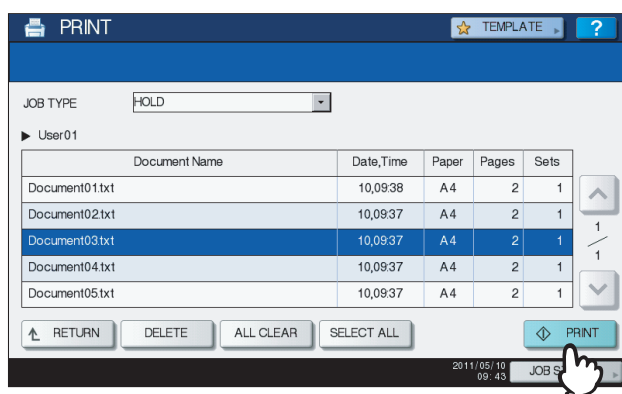 PRINT TEMPLATE ?
JOB TYPE HOLD
User01
Document Name Date,Time Paper Pages Sets
Document01.txt 10,09:38 A4 2 1
Document02.txt 10,09:37 A4 2 1
Document03.txt 10,09:37 A4 2 1
Document04.txt 10,09:37 A4 2 1
Document05.txt 10,09:37 A4 2 1
1
1
RETURN DELETE ALL CLEAR SELECT ALL PRINT
2011/05/10
09:43 JOB